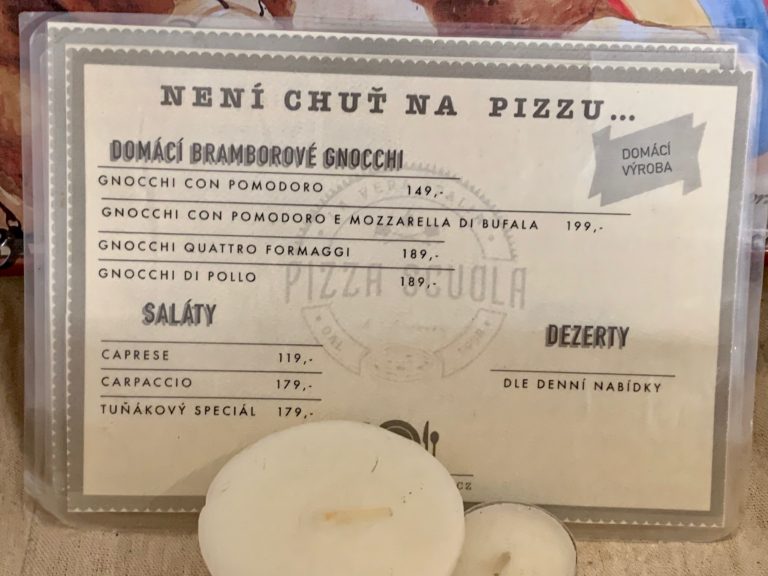 NENÍ CHUŤ NA PIZZU...
DOMÁCÍ BRAMBOROVÉ GNOCCHI
DOMÁCÍ
VÝROBA
GNOCCHI CON POMODORO 149,-
GNOCCHI CON POMODORO E MOZZARELLA DI BUFALA 199,-
GNOCCHI QUATTRO FORMAGGI 189,-
GNOCCHI DI POLLO 189,-
PIZZA SCUOLA
SALÁTY
CAPRESE 119,-
CARPACCIO 179,-
TUŇÁKOVÝ SPECIÁL 179,-
DEZERTY
DLE DENNÍ NABÍDKY
CZ